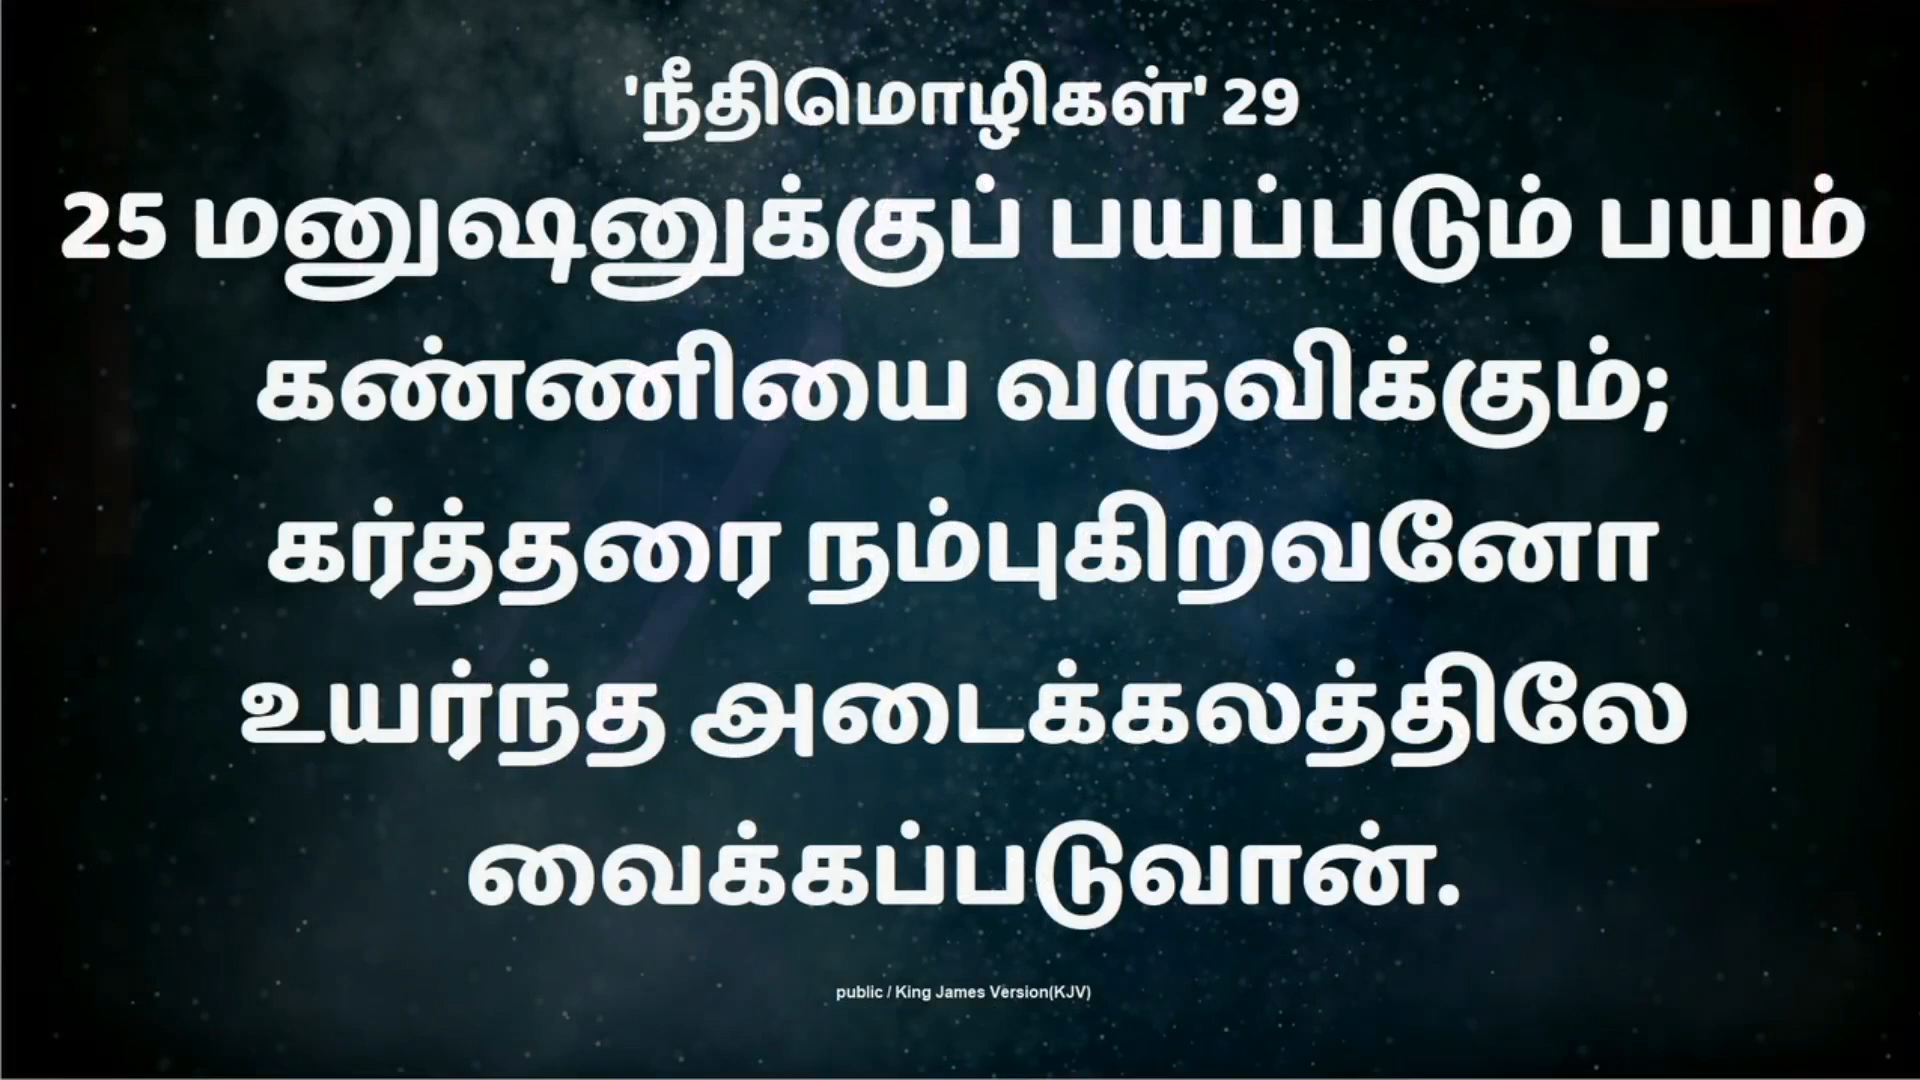 'நீதிமொழிகள்' 29
25 மனுஷனுக்குப் பயப்படும் பயம்
கண்ணியை வருவிக்கும்;
கர்த்தரை நம்புகிறவனோ
உயர்ந்த அடைக்கலத்திலே
வைக்கப்படுவான்.
public / King James Version(KJV)